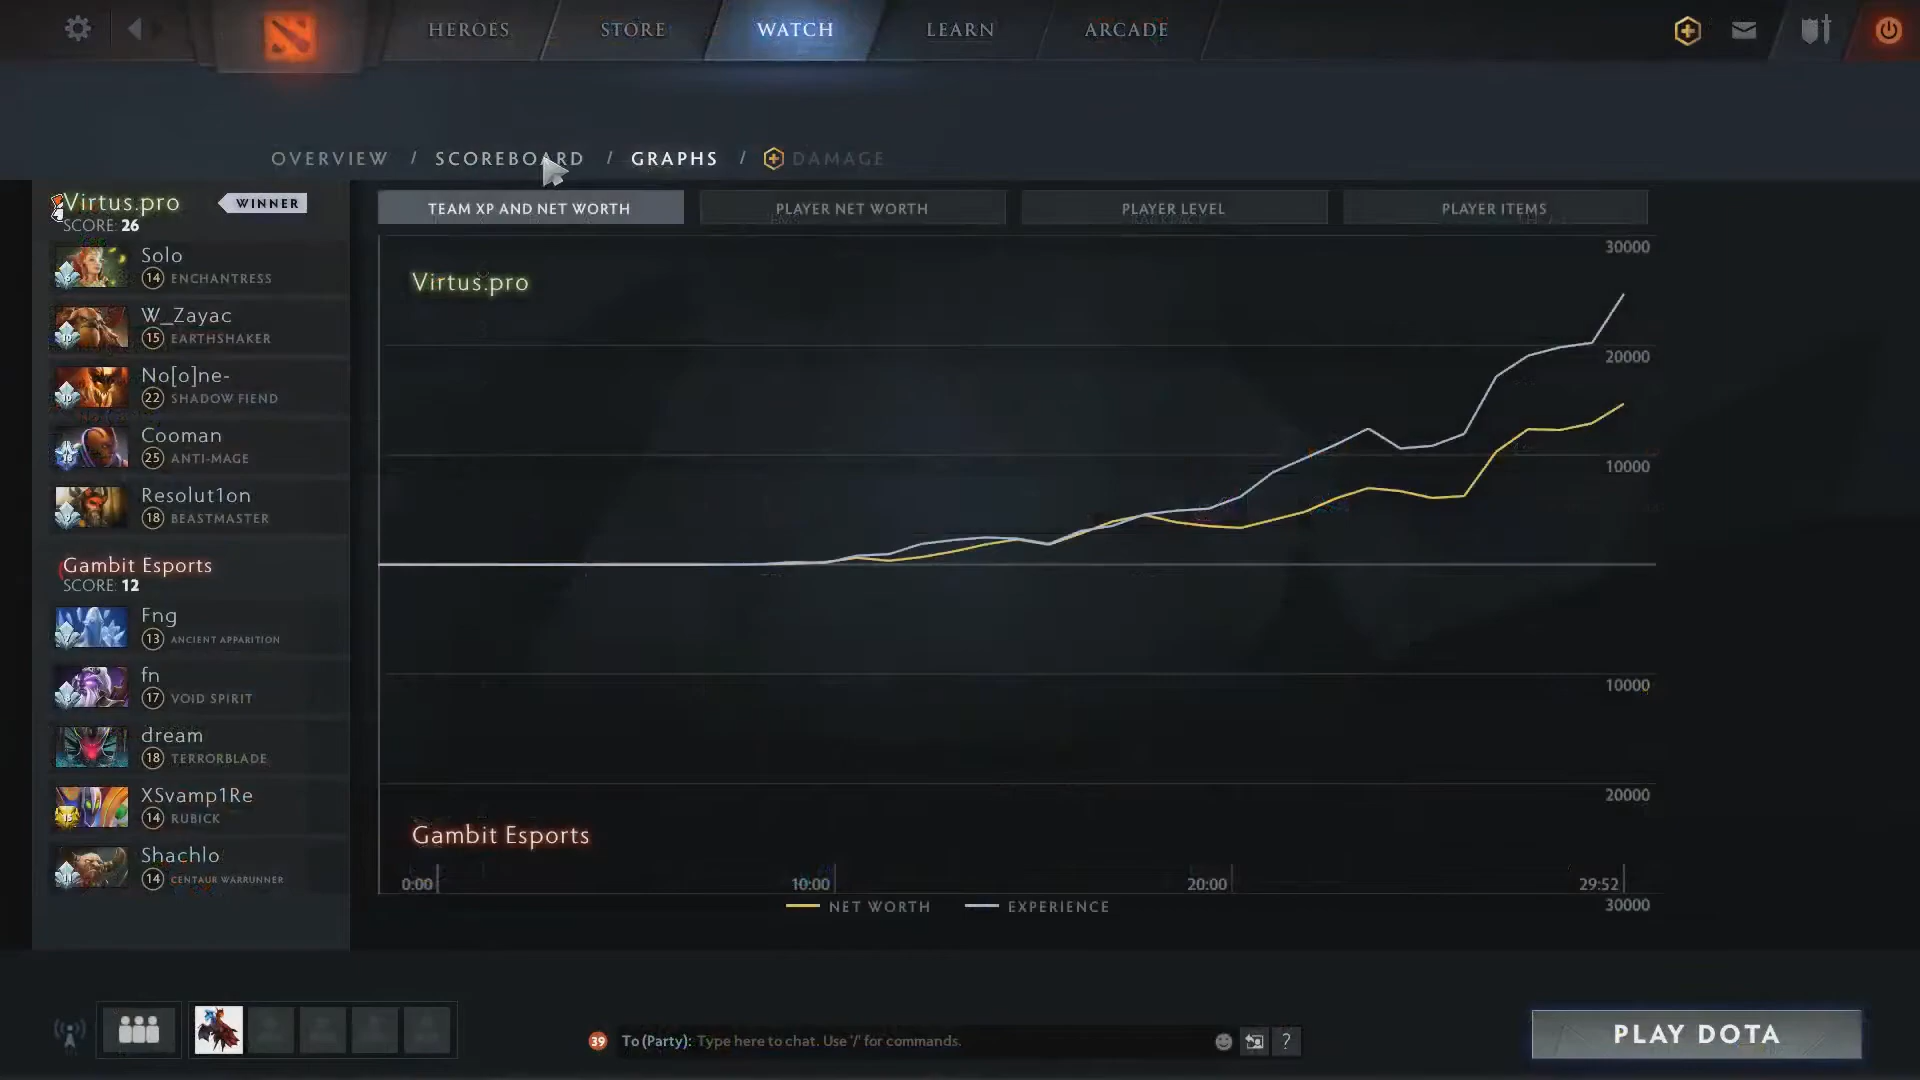 HEROES
STORE
WATCH
LEARN
ARCADE
OVERVIEW / SCOREBOARD / GRAPHS / DAMAGE
Virtus.pro
WINNER
SCORE: 26
Solo
14 ENCHANTRESS
W_Zayac
15 EARTHSHAKER
No[o]ne-
22 SHADOW FIEND
Cooman
25 ANTI-MAGE
Resolut1on
18 BEASTMASTER
Gambit Esports
SCORE: 12
Fng
13 ANCIENT APPARITION
fn
17 VOID SPIRIT
dream
18 TERRORBLADE
XSvamp1Re
14 RUBICK
Shachlo
14 CENTAUR WARRUNNER
TEAM XP AND NET WORTH
PLAYER NET WORTH
PLAYER LEVEL
PLAYER ITEMS
Virtus.pro
30000
20000
10000
10000
20000
30000
Gambit Esports
0:00
10:00
20:00
29:52
NET WORTH
EXPERIENCE
39
To (Party): Type here to chat. Use '/' for commands.
?
PLAY DOTA